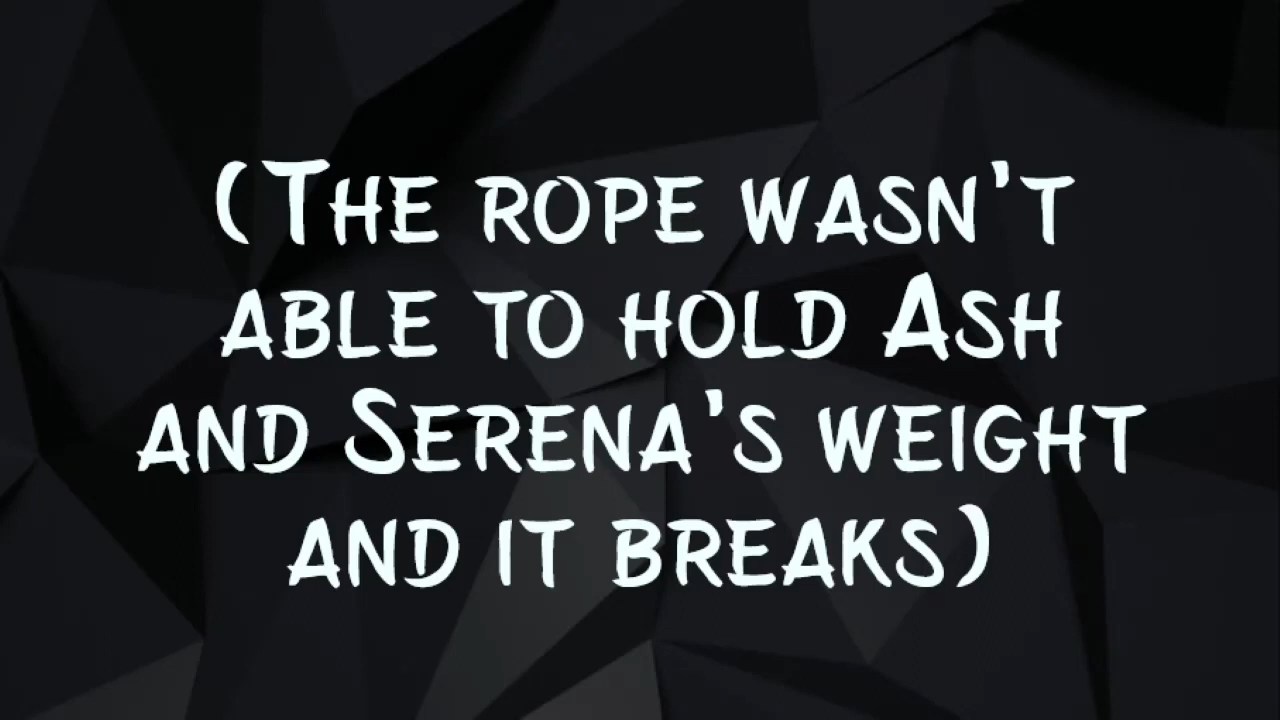 (The rope wasn't
able to hold Ash
and Serena's weight
and it breaks)